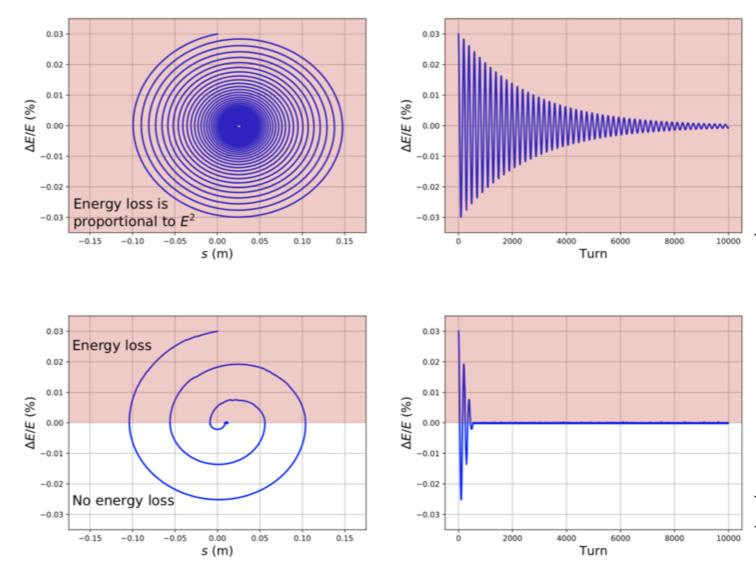 0.03
0.02
0.01
0.00
−0.01
−0.02
−0.03
ΔE/E (%)
Energy loss is
proportional to E²
−0.15 −0.10 −0.05 0.00 0.05 0.10 0.15
s (m)
0.03
0.02
0.01
0.00
−0.01
−0.02
−0.03
ΔE/E (%)
0 2000 4000 6000 8000 10000
Turn
0.03
0.02
0.01
0.00
−0.01
−0.02
−0.03
ΔE/E (%)
Energy loss
No energy loss
−0.15 −0.10 −0.05 0.00 0.05 0.10 0.15
s (m)
0.03
0.02
0.01
0.00
−0.01
−0.02
−0.03
ΔE/E (%)
0 2000 4000 6000 8000 10000
Turn